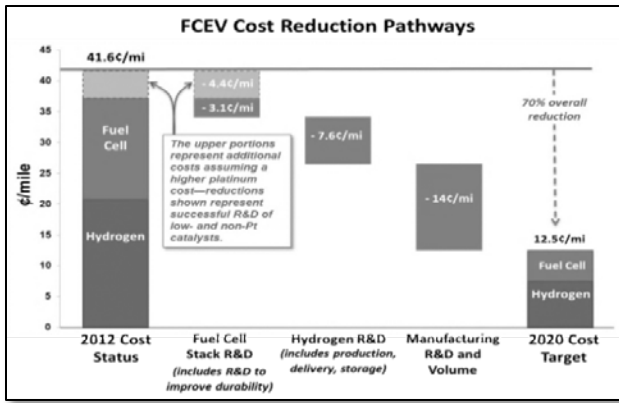 FCEV Cost Reduction Pathways
41.6¢/mi
45
40
35
30
25
20
15
10
5
0
¢/mile
Fuel
Cell
Hydrogen
- 4.4¢/mi
- 3.1¢/mi
The upper portions
represent additional
costs assuming a
higher platinum
cost—reductions
shown represent
successful R&D of
low- and non-Pt
catalysts.
- 7.6¢/mi
- 14¢/mi
70% overall
reduction
12.5¢/mi
Fuel Cell
Hydrogen
2012 Cost
Status
Fuel Cell
Stack R&D
(includes R&D to
improve durability)
Hydrogen R&D
(includes production,
delivery, storage)
Manufacturing
R&D and
Volume
2020 Cost
Target